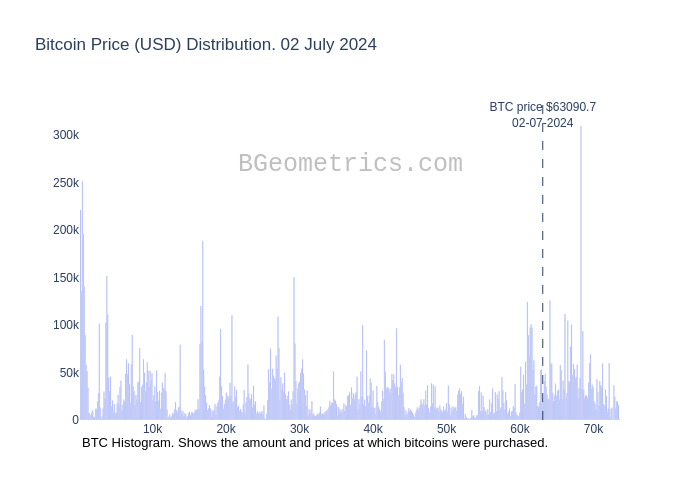 Bitcoin Price (USD) Distribution. 02 July 2024
BTC price $63090.7
02-07-2024
300k
BGeometrics.com
250k
200k
150k
100k
50k
0
10k 20k 30k 40k 50k 60k 70k
BTC Histogram. Shows the amount and prices at which bitcoins were purchased.